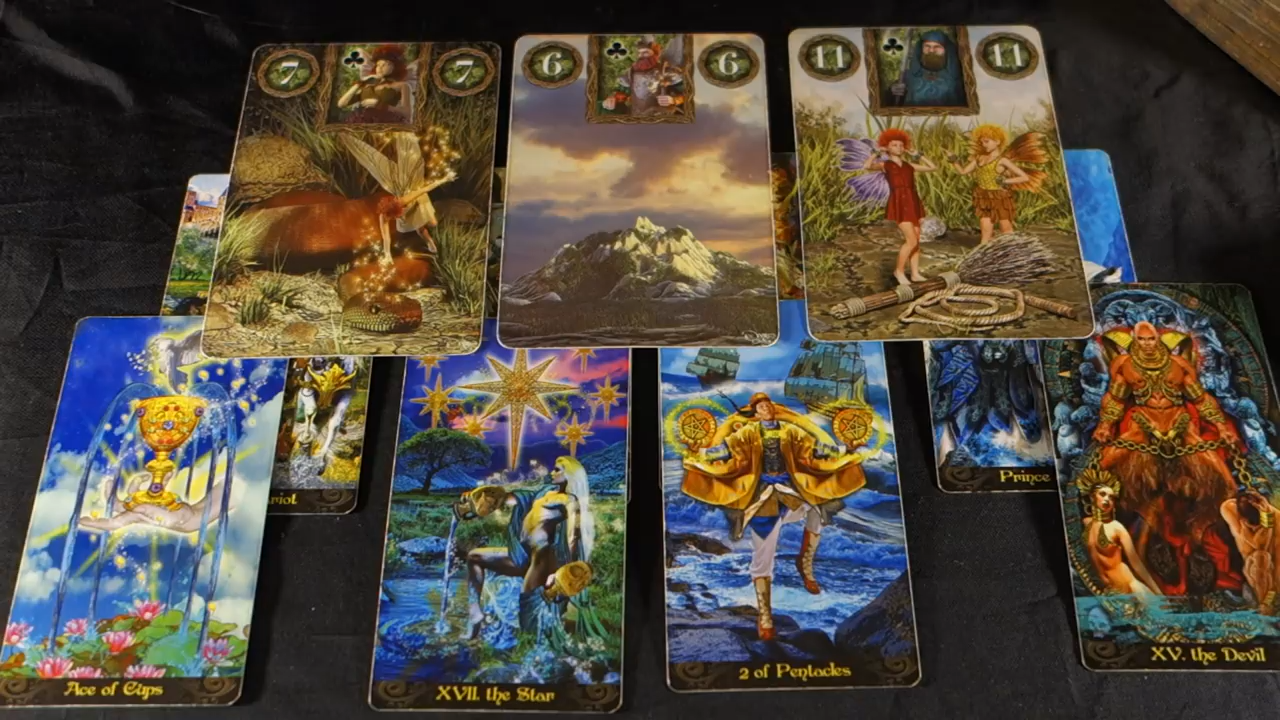 7 7
6 6
11 11
riot
Prince
Ace of Cups
XVII. the Star
2 of Pentacles
XV. the Devil